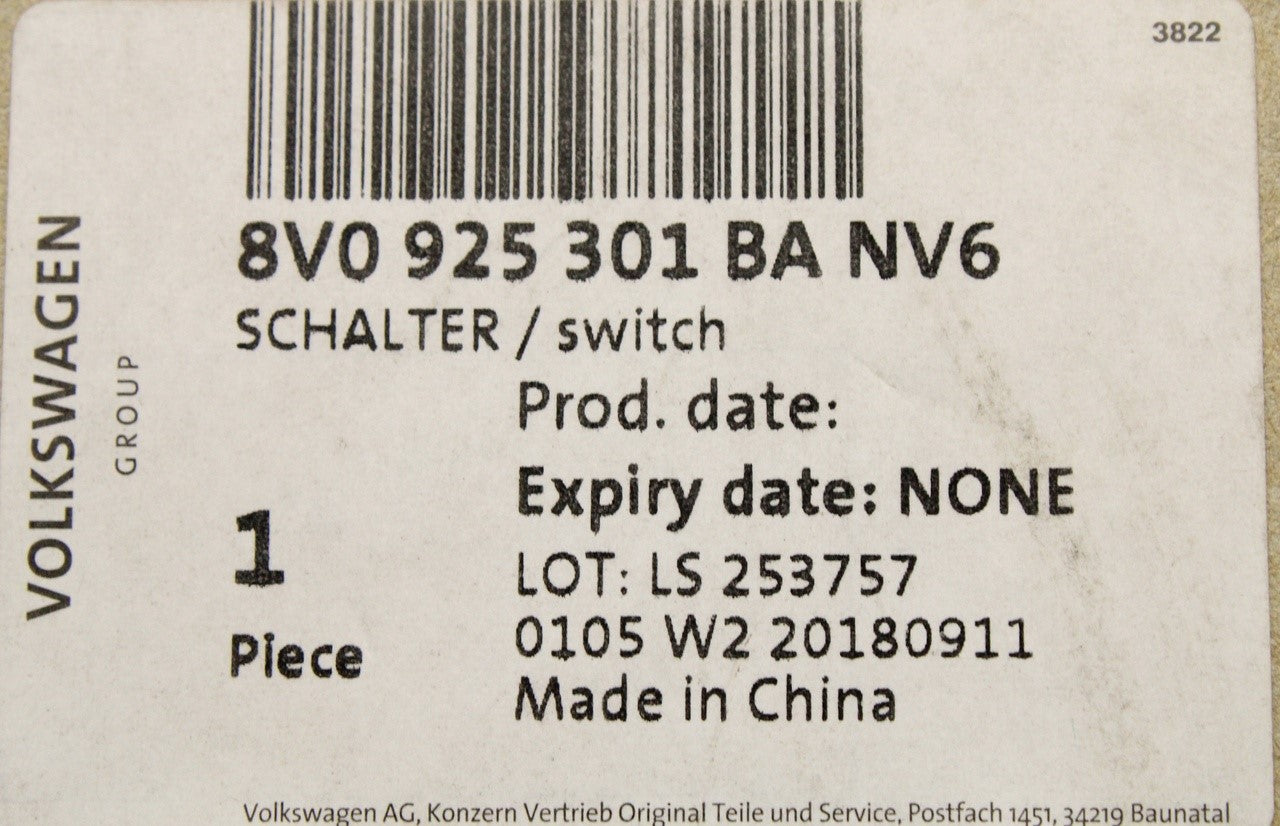 3822
VOLKSWAGEN
GROUP
8V0 925 301 BA NV6
SCHALTER / switch
Prod. date:
Expiry date: NONE
1
Piece
LOT: LS 253757
0105 W2 20180911
Made in China
Volkswagen AG, Konzern Vertrieb Original Teile und Service, Postfach 1451, 34219 Baunatal